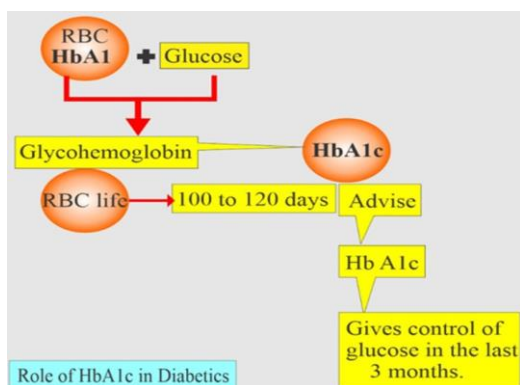 RBC
HbA1
+
Glucose
Glycohemoglobin
HbA1c
RBC life
100 to 120 days
Advise
Hb A1c
Gives control of
glucose in the last
3 months.
Role of HbA1c in Diabetics